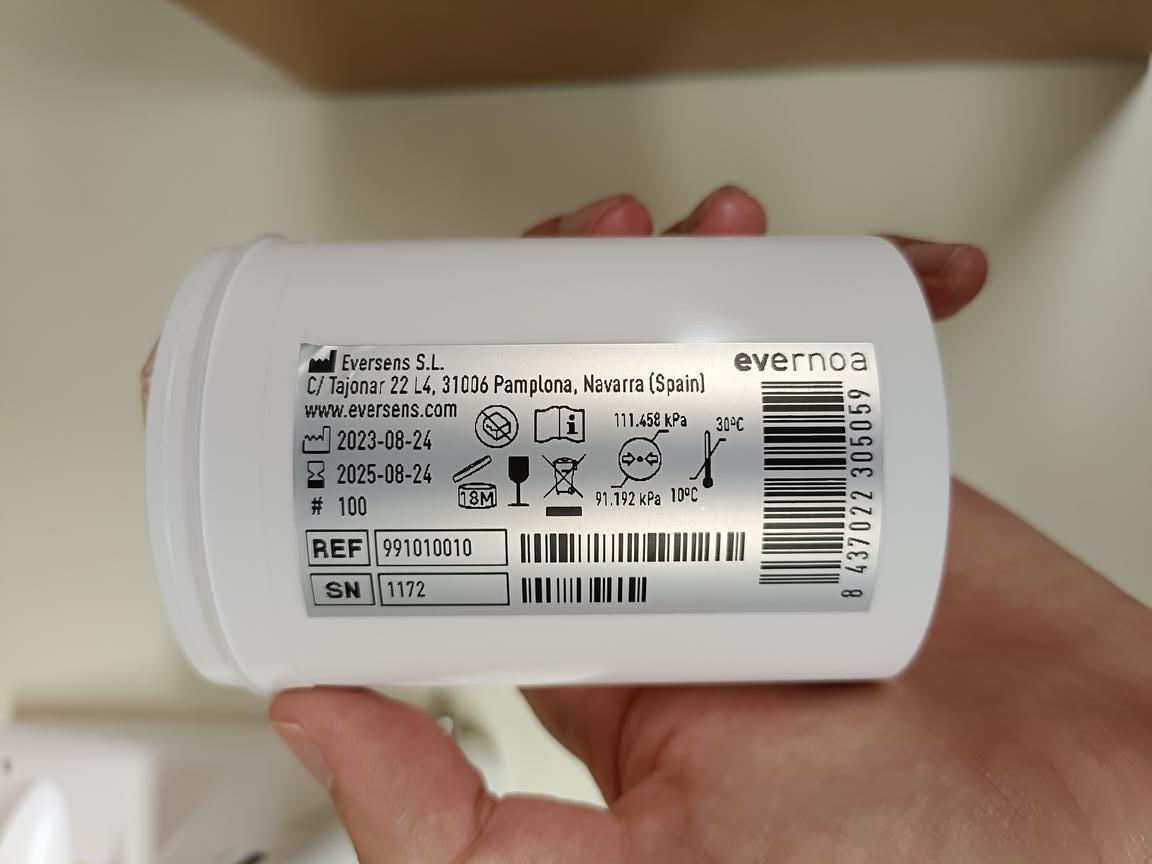 Eversens S.L.
C/ Tajonar 22 L4, 31006 Pamplona, Navarra (Spain)
www.eversens.com
2023-08-24
2025-08-24
# 100
18M
111.458 kPa
91.192 kPa
30ºC
10ºC
REF 991010010
SN 1172
evernoa
8 437022 305059